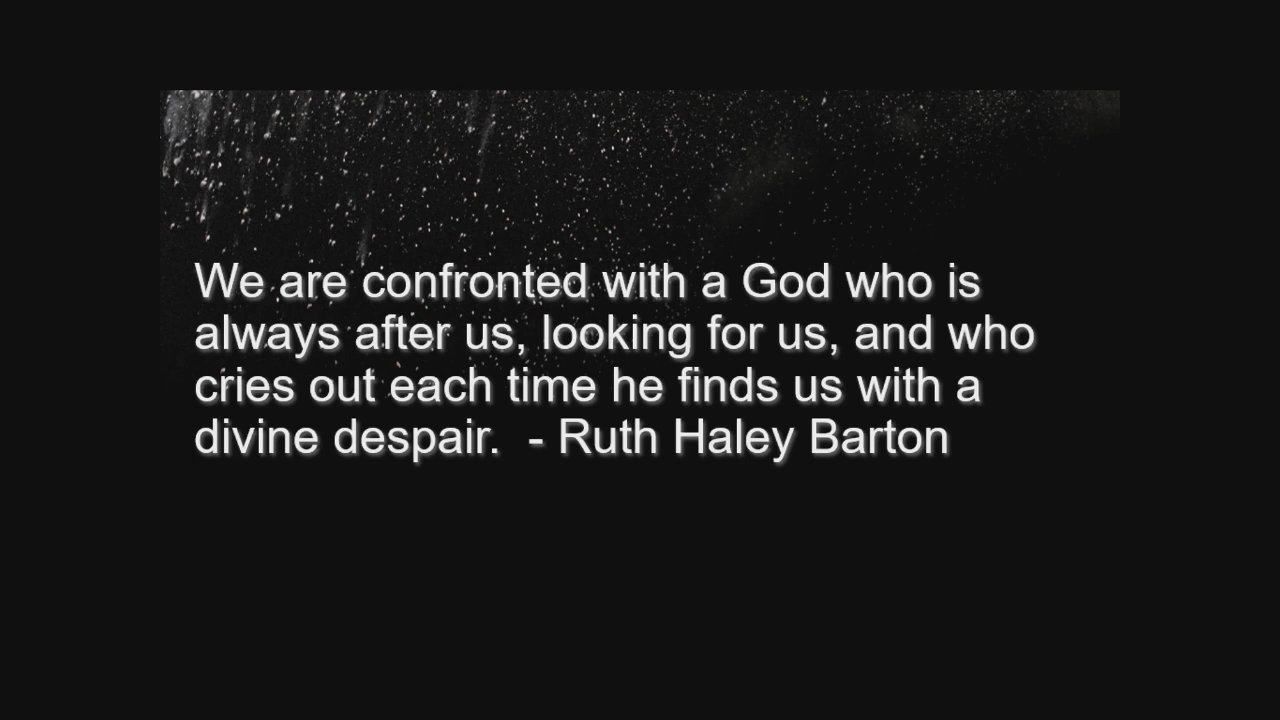 We are confronted with a God who is
always after us, looking for us, and who
cries out each time he finds us with a
divine despair.  - Ruth Haley Barton